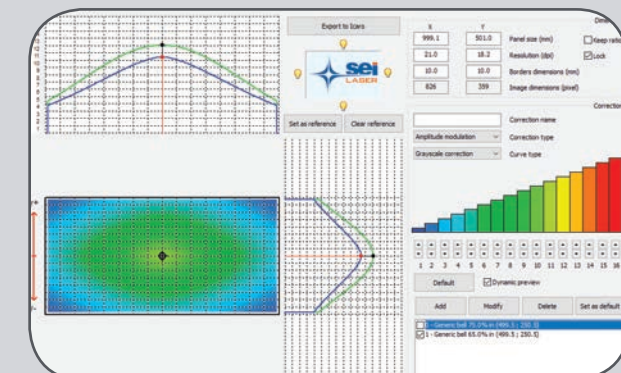 Export to Icaro
sei
LASER
Set as reference Clear reference
X Y
999.1 501.0 Panel size (mm) Keep ratio
21.0 18.2 Resolution (dpi) Lock
10.0 10.0 Borders dimensions (mm)
826 359 Image dimensions (pixel)
Correction
Correction name
Amplitude modulation Correction type
Grayscale correction Curve type
1 2 3 4 5 6 7 8 9 10 11 12 13 14 15 16
Default Dynamic preview
Add Modify Delete Set as default
0 - Generic bell 75.0% in (499.5 ; 250.5)
1 - Generic bell 65.0% in (499.5 ; 250.5)